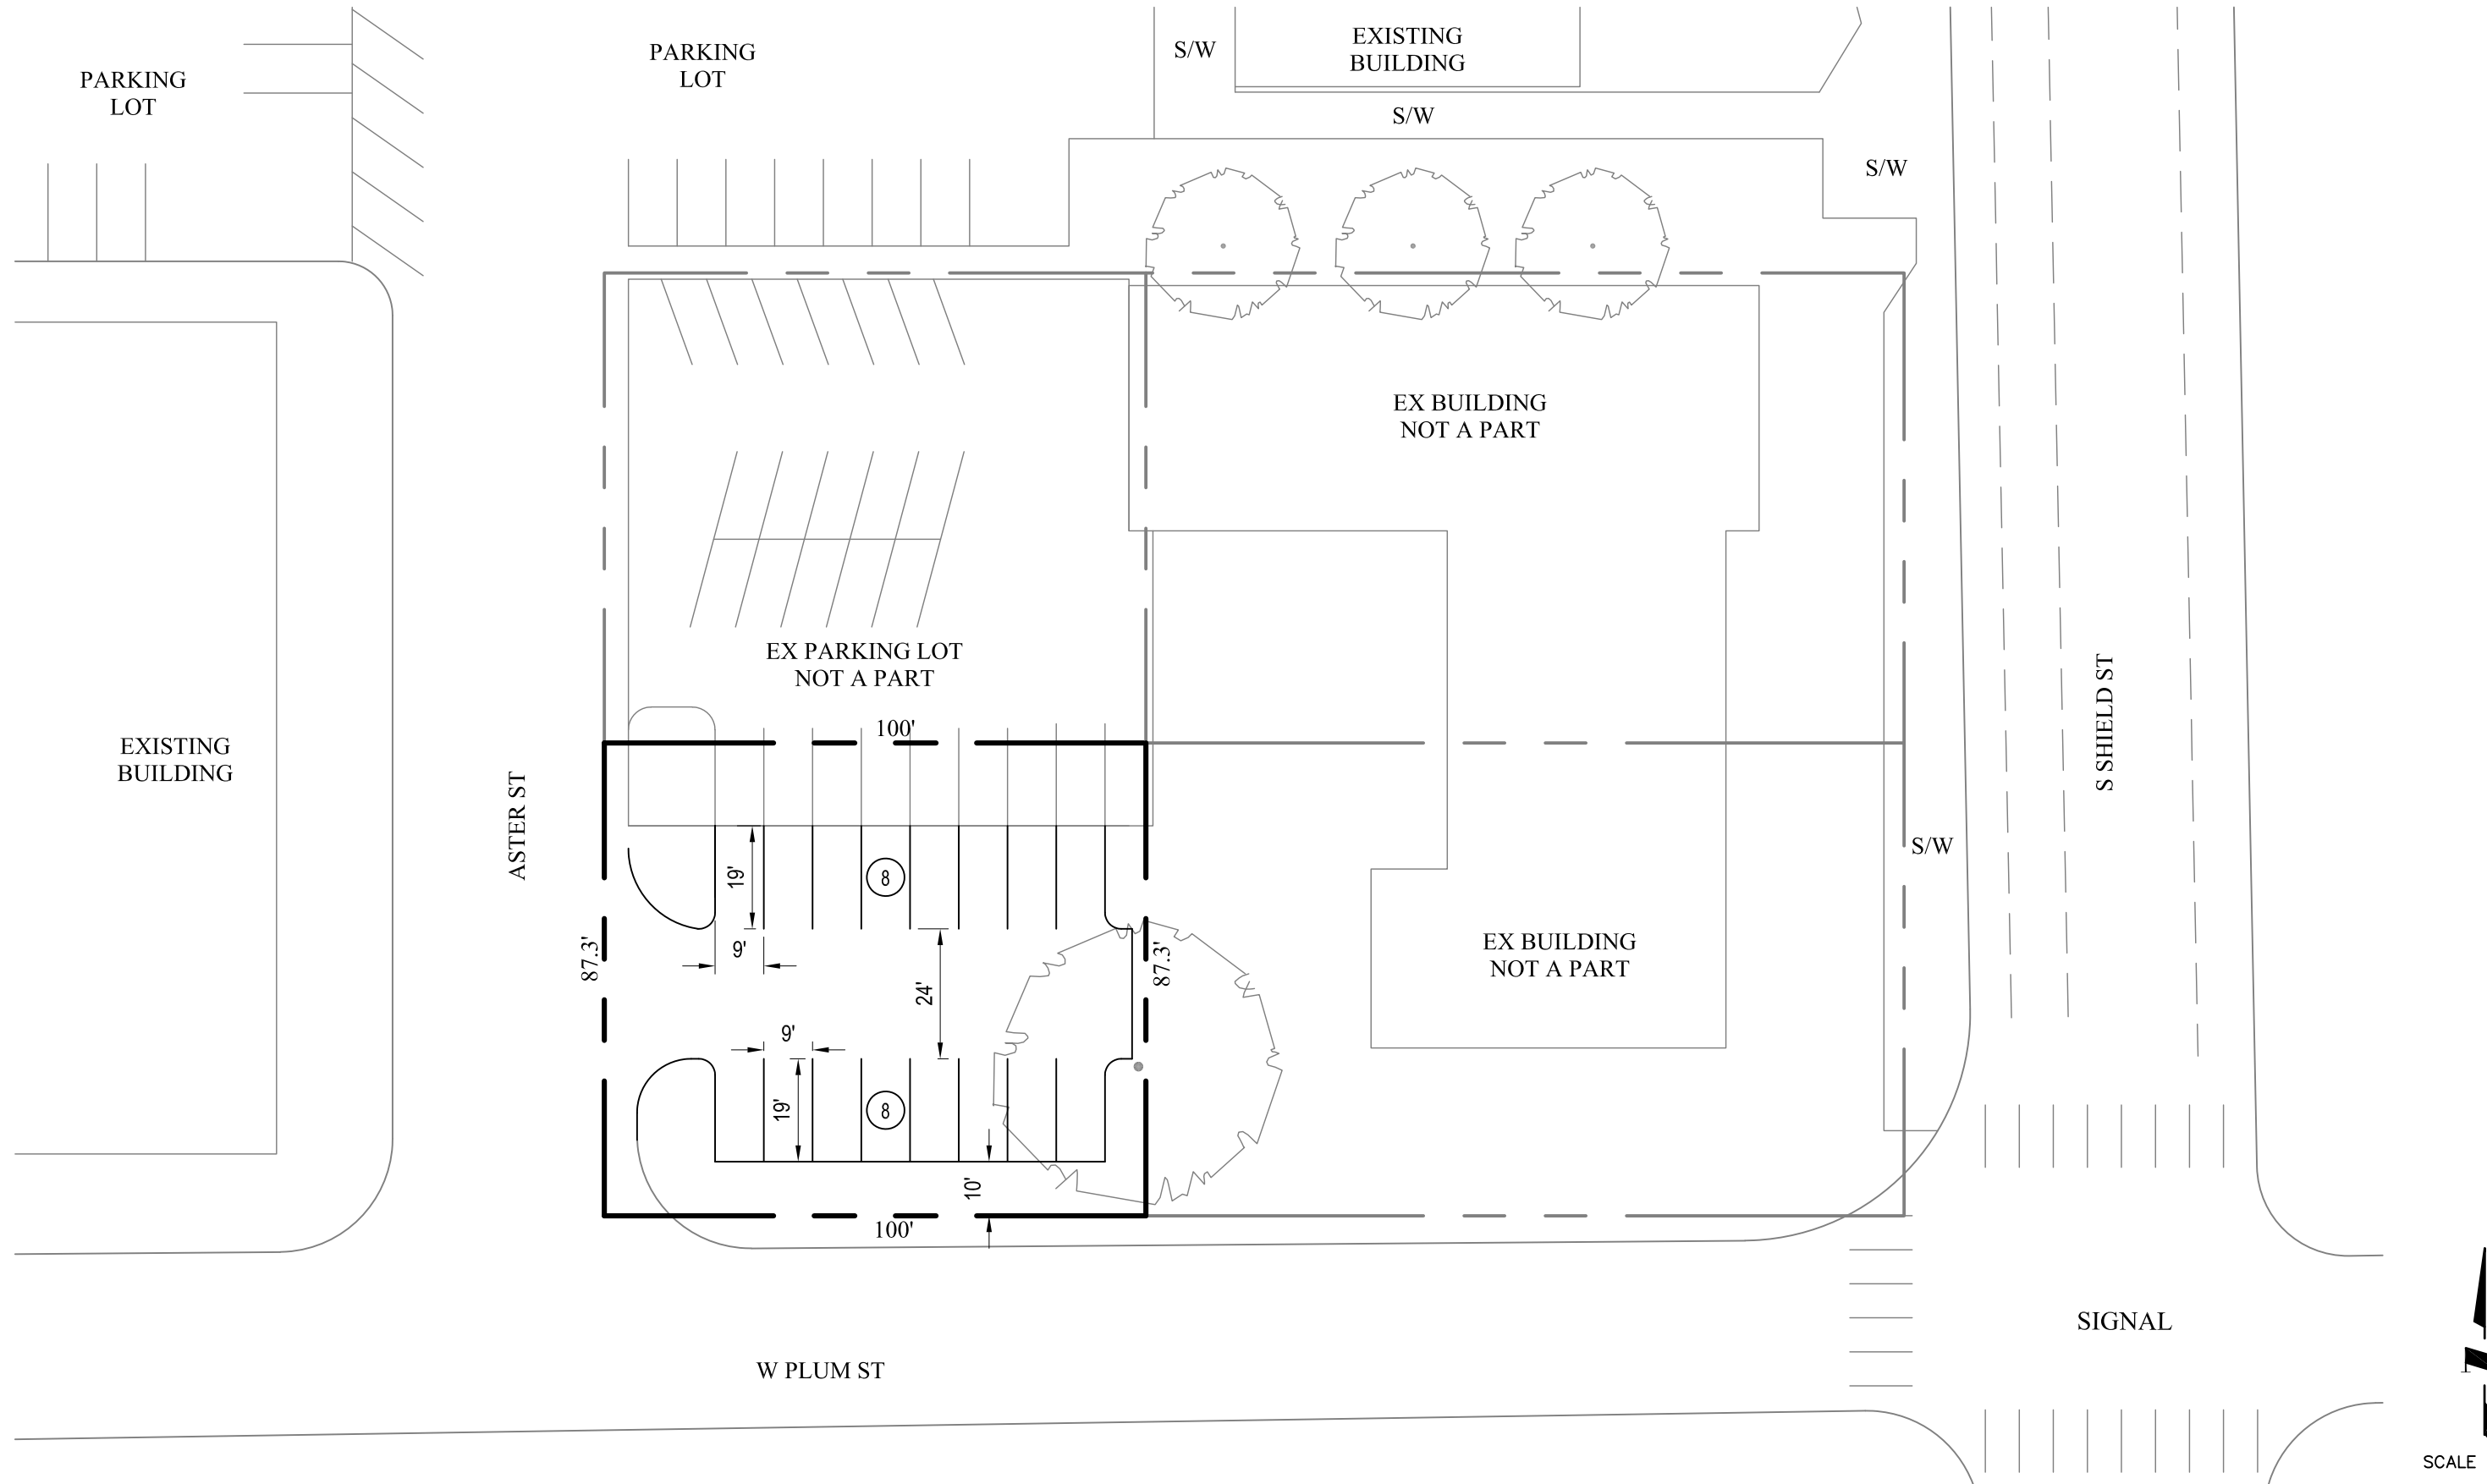 PARKING
LOT
PARKING
LOT
S/W
EXISTING
BUILDING
S/W
S/W
EX BUILDING
NOT A PART
EX PARKING LOT
NOT A PART
100'
EXISTING
BUILDING
ASTER ST
S SHIELD ST
S/W
19'
8
9'
87.3'
87.3'
24'
EX BUILDING
NOT A PART
9'
19'
8
10'
100'
W PLUM ST
SIGNAL
SCALE